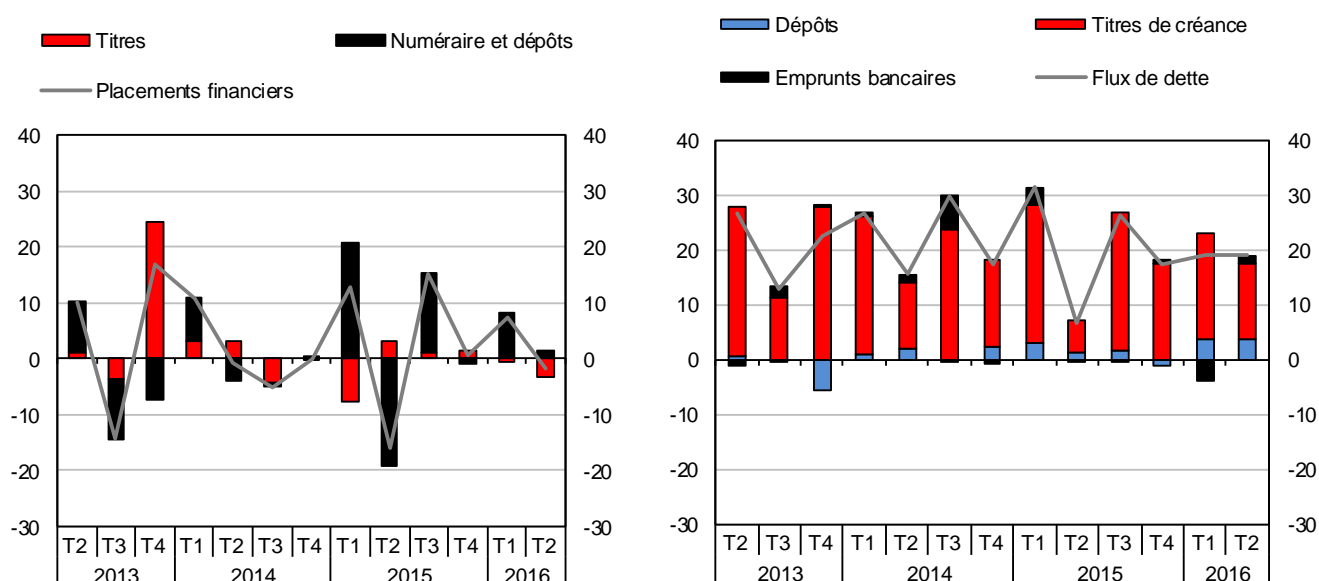 Titres Numéraire et dépôts
Placements financiers
40 40
30 30
20 20
10 10
0 0
-10 -10
-20 -20
-30 -30
T2 T3 T4 T1 T2 T3 T4 T1 T2 T3 T4 T1 T2
2013 2014 2015 2016
Dépôts Titres de créance
Emprunts bancaires Flux de dette
40 40
30 30
20 20
10 10
0 0
-10 -10
-20 -20
-30 -30
T2 T3 T4 T1 T2 T3 T4 T1 T2 T3 T4 T1 T2
2013 2014 2015 2016